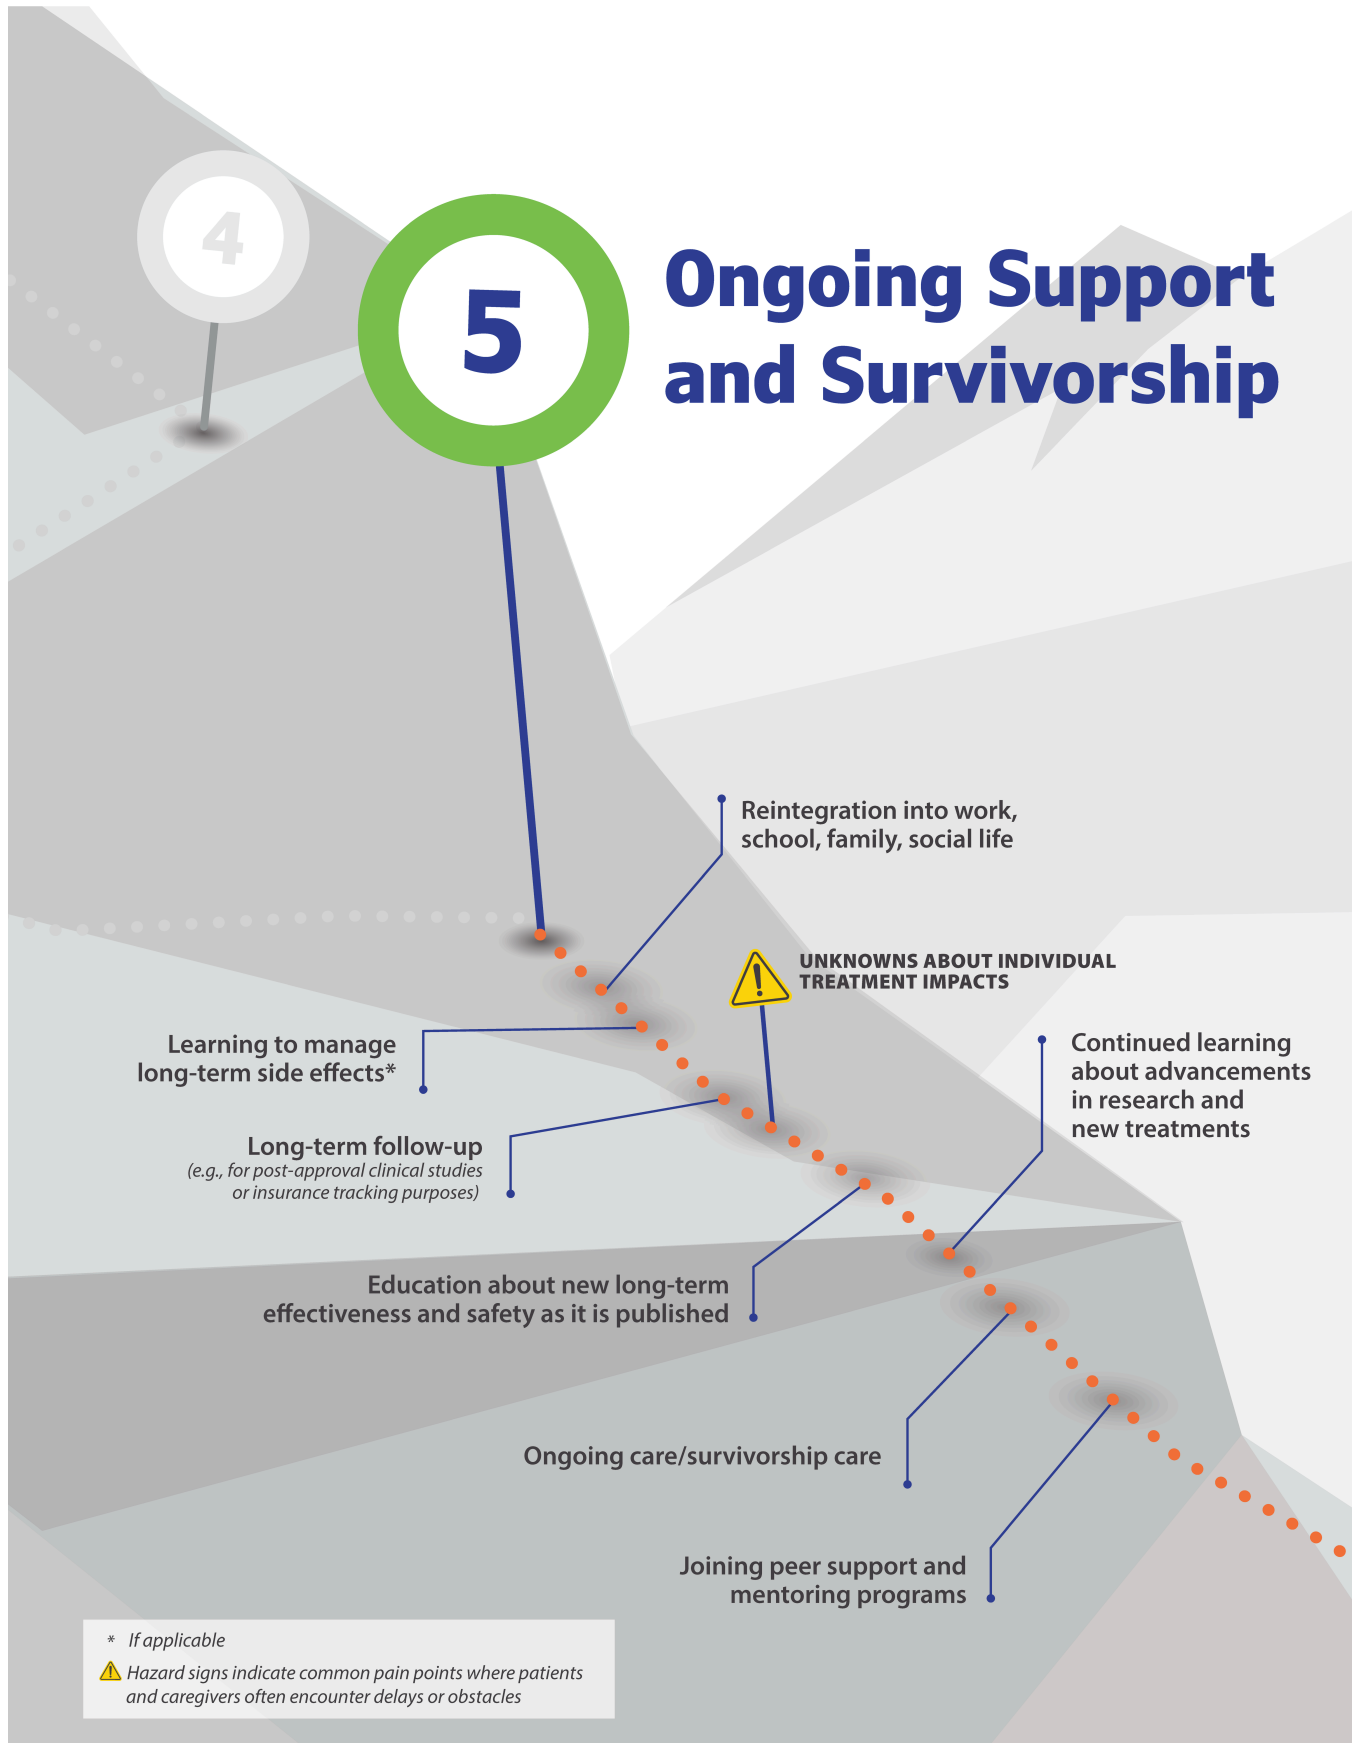 4
5
Ongoing Support
and Survivorship
Reintegration into work,
school, family, social life
UNKNOWNS ABOUT INDIVIDUAL
TREATMENT IMPACTS
Learning to manage
long-term side effects*
Continued learning
about advancements
in research and
new treatments
Long-term follow-up
(e.g., for post-approval clinical studies
or insurance tracking purposes)
Education about new long-term
effectiveness and safety as it is published
Ongoing care/survivorship care
Joining peer support and
mentoring programs
* If applicable
Hazard signs indicate common pain points where patients
and caregivers often encounter delays or obstacles